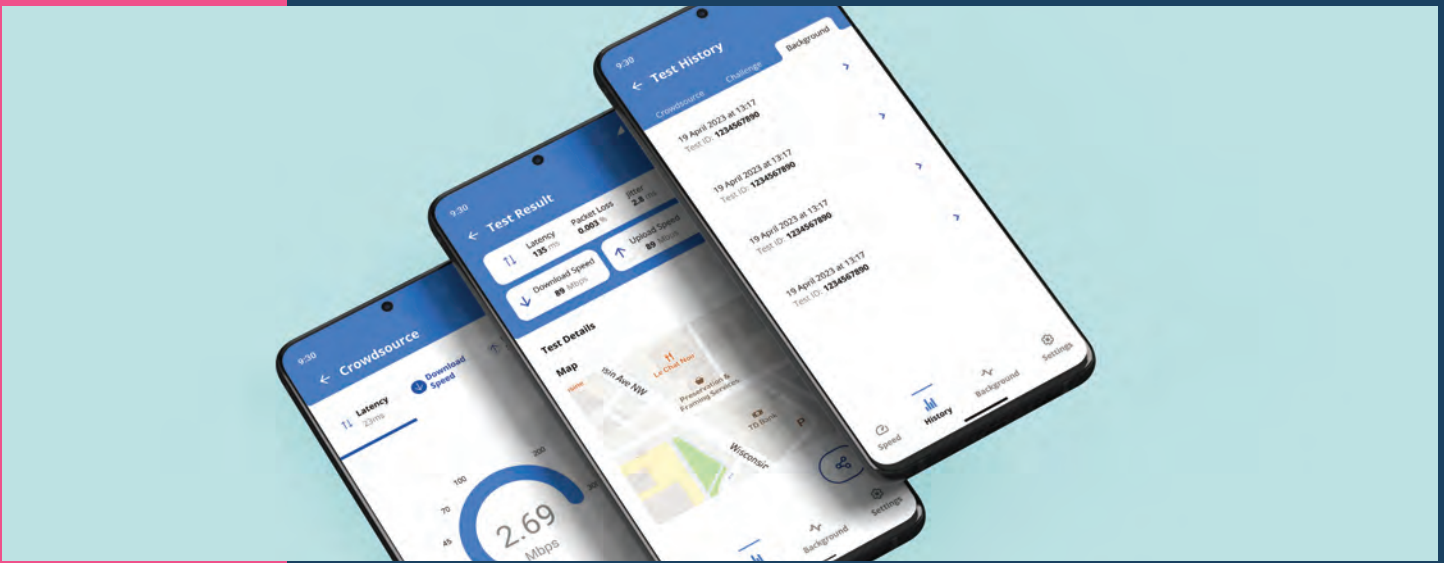 9:30
← Crowdsource
Latency
23ms
Download
Speed
45
70
100
200
2.69
Mbps
9:30
← Test Result
Latency
135 ms
Packet Loss
0.003 %
Jitter
2.8 ms
Download Speed
89 Mbps
Upload Speed
89 Mbps
Test Details
Map
Le Chat Noir
Preservation &
Framing Services
TD Bank
P
Background
Settings
9:30
← Test History
Crowdsource
Challenge
Background
19 April 2023 at 13:17
Test ID: 1234567890
19 April 2023 at 13:17
Test ID: 1234567890
19 April 2023 at 13:17
Test ID: 1234567890
19 April 2023 at 13:17
Test ID: 1234567890
Speed
History
Background
Settings